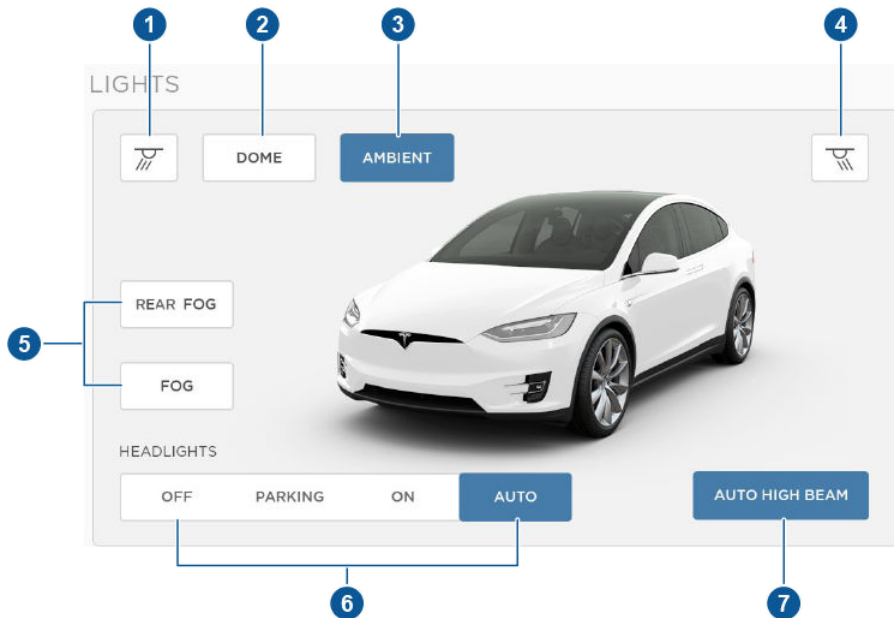 1 2 3 4
LIGHTS
DOME AMBIENT
REAR FOG
5
FOG
HEADLIGHTS
OFF PARKING ON AUTO AUTO HIGH BEAM
6 7